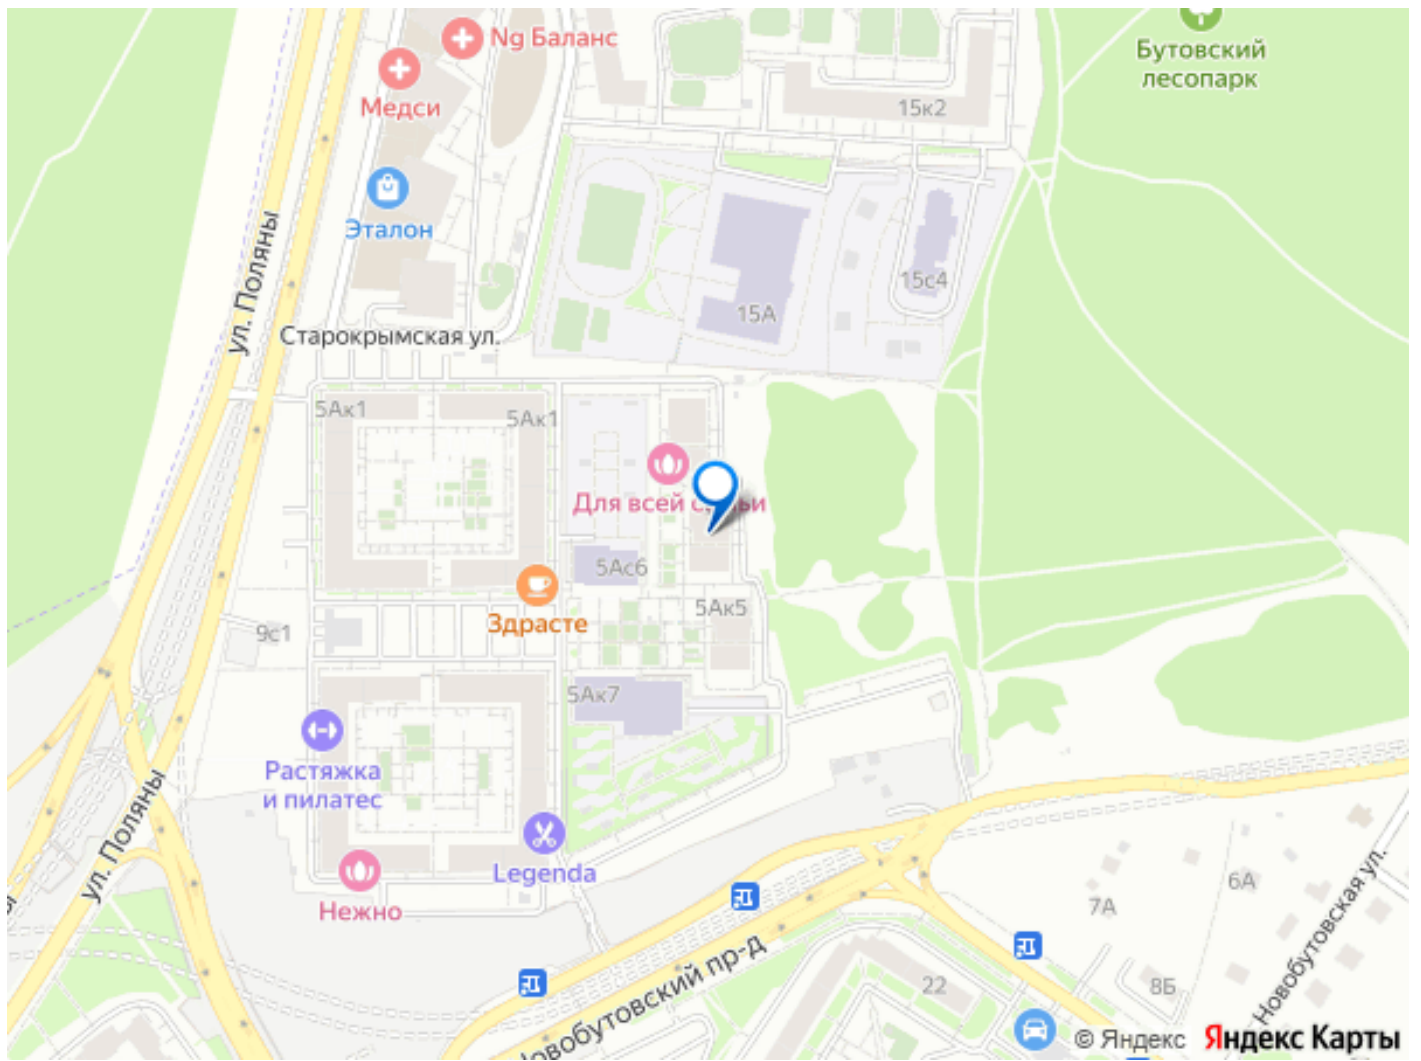 Ng Баланс
Медси
Бутовский
лесопарк
15к2
Эталон
ул. Поляны
15с4
15А
Старокрымская ул.
5Ак1
5Ак1
Для всей
5Ас6
5Ак5
Здрасте
9с1
5Ак7
Растяжка
и пилатес
ул. Поляны
Legenda
Нежно
6А
7А
Новобутовская ул.
8Б
22
овобутовский пр-д
© Яндекс Яндекс Карты